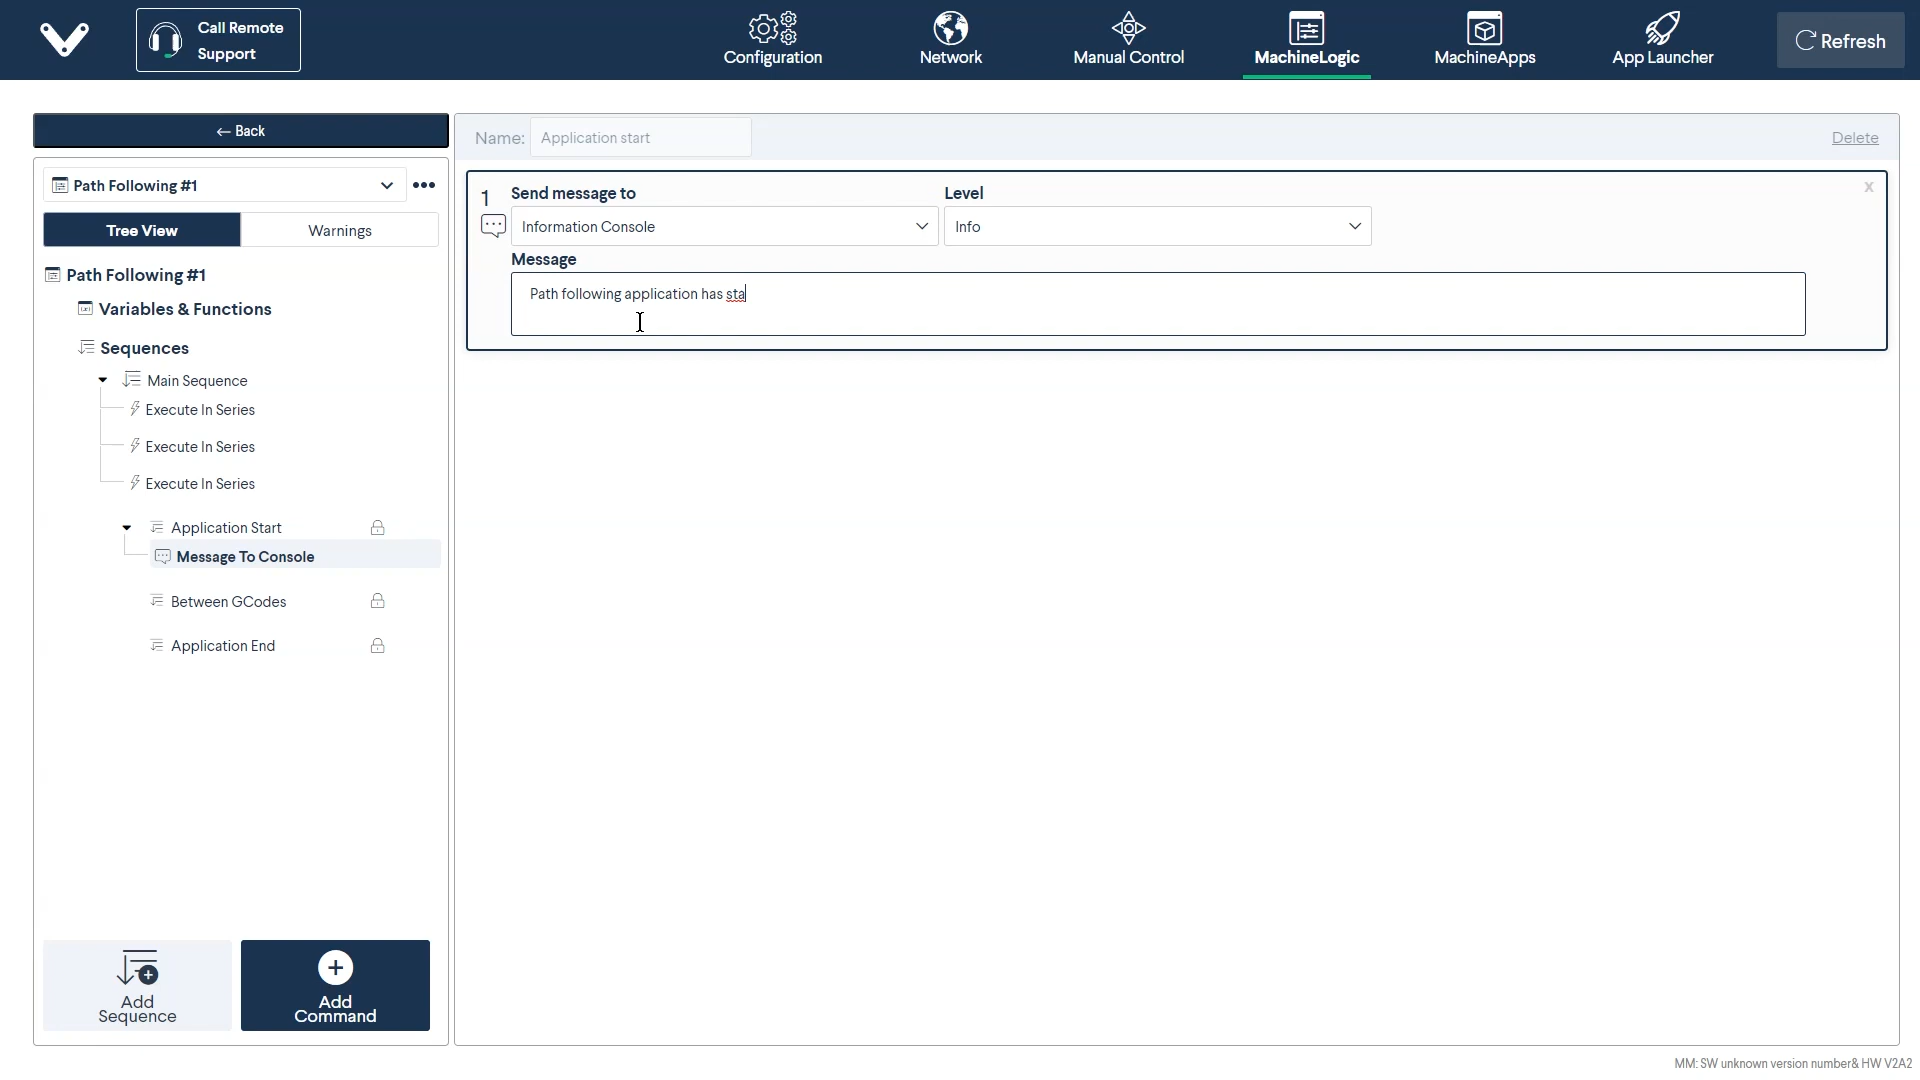 Call Remote
Support
Configuration
Network
Manual Control
MachineLogic
MachineApps
App Launcher
Refresh
← Back
Path Following #1
•••
Tree View
Warnings
Path Following #1
Variables & Functions
Sequences
Main Sequence
Execute In Series
Execute In Series
Execute In Series
Application Start
Message To Console
Between GCodes
Application End
Add
Sequence
Add
Command
Name: Application start
Delete
1
Send message to
Level
x
Information Console
Info
Message
Path following application has sta
MM: SW unknown version number& HW V2A2